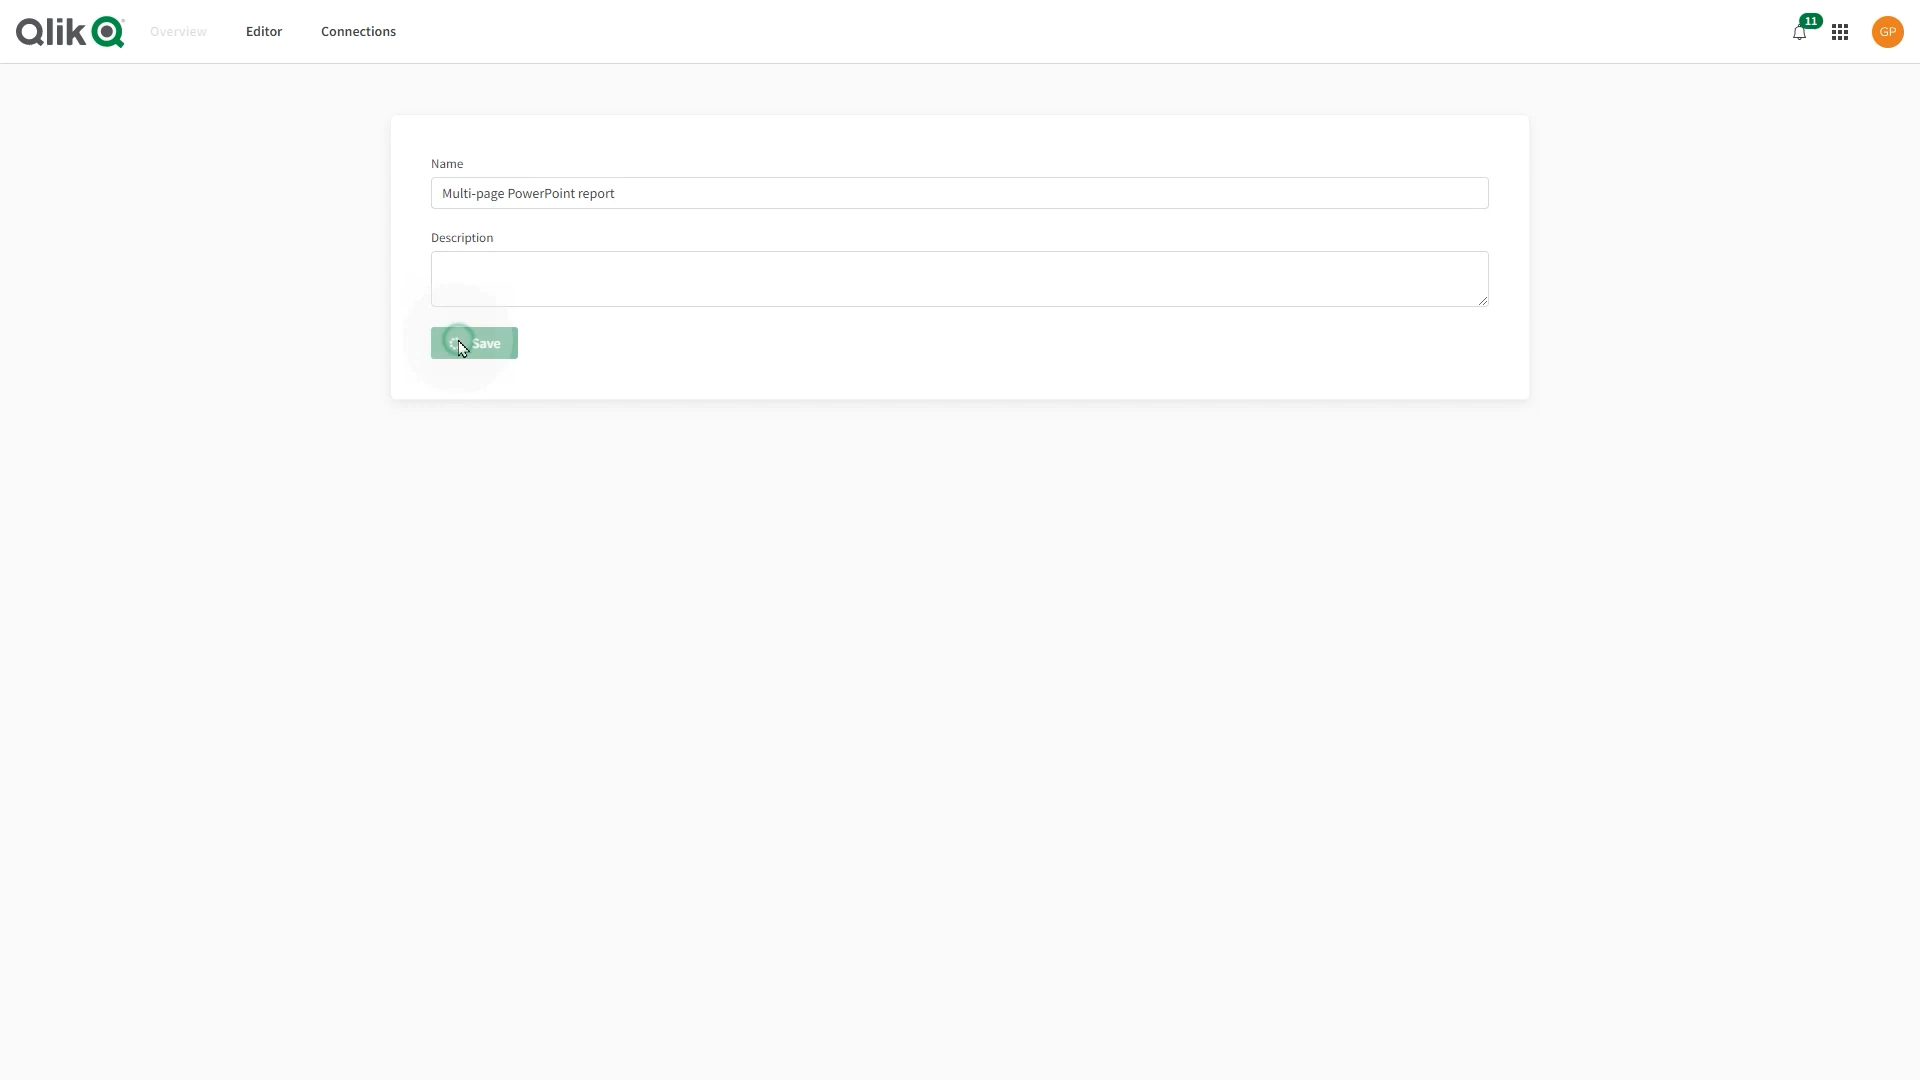 Qlik
Overview
Editor
Connections
11
GP
Name
Multi-page PowerPoint report
Description
Save